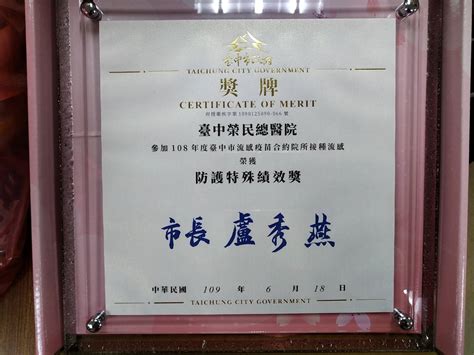 臺中市政府
TAICHUNG CITY GOVERNMENT
獎牌
CERTIFICATE OF MERIT
臺中榮民總醫院
參加108年度臺中市流感疫苗合約院所接種流感
榮獲
防護特殊績效獎
市長 盧秀燕
中華民國 109 年 6 月 18 日
TAICHUNG CITY GOVERNMENT